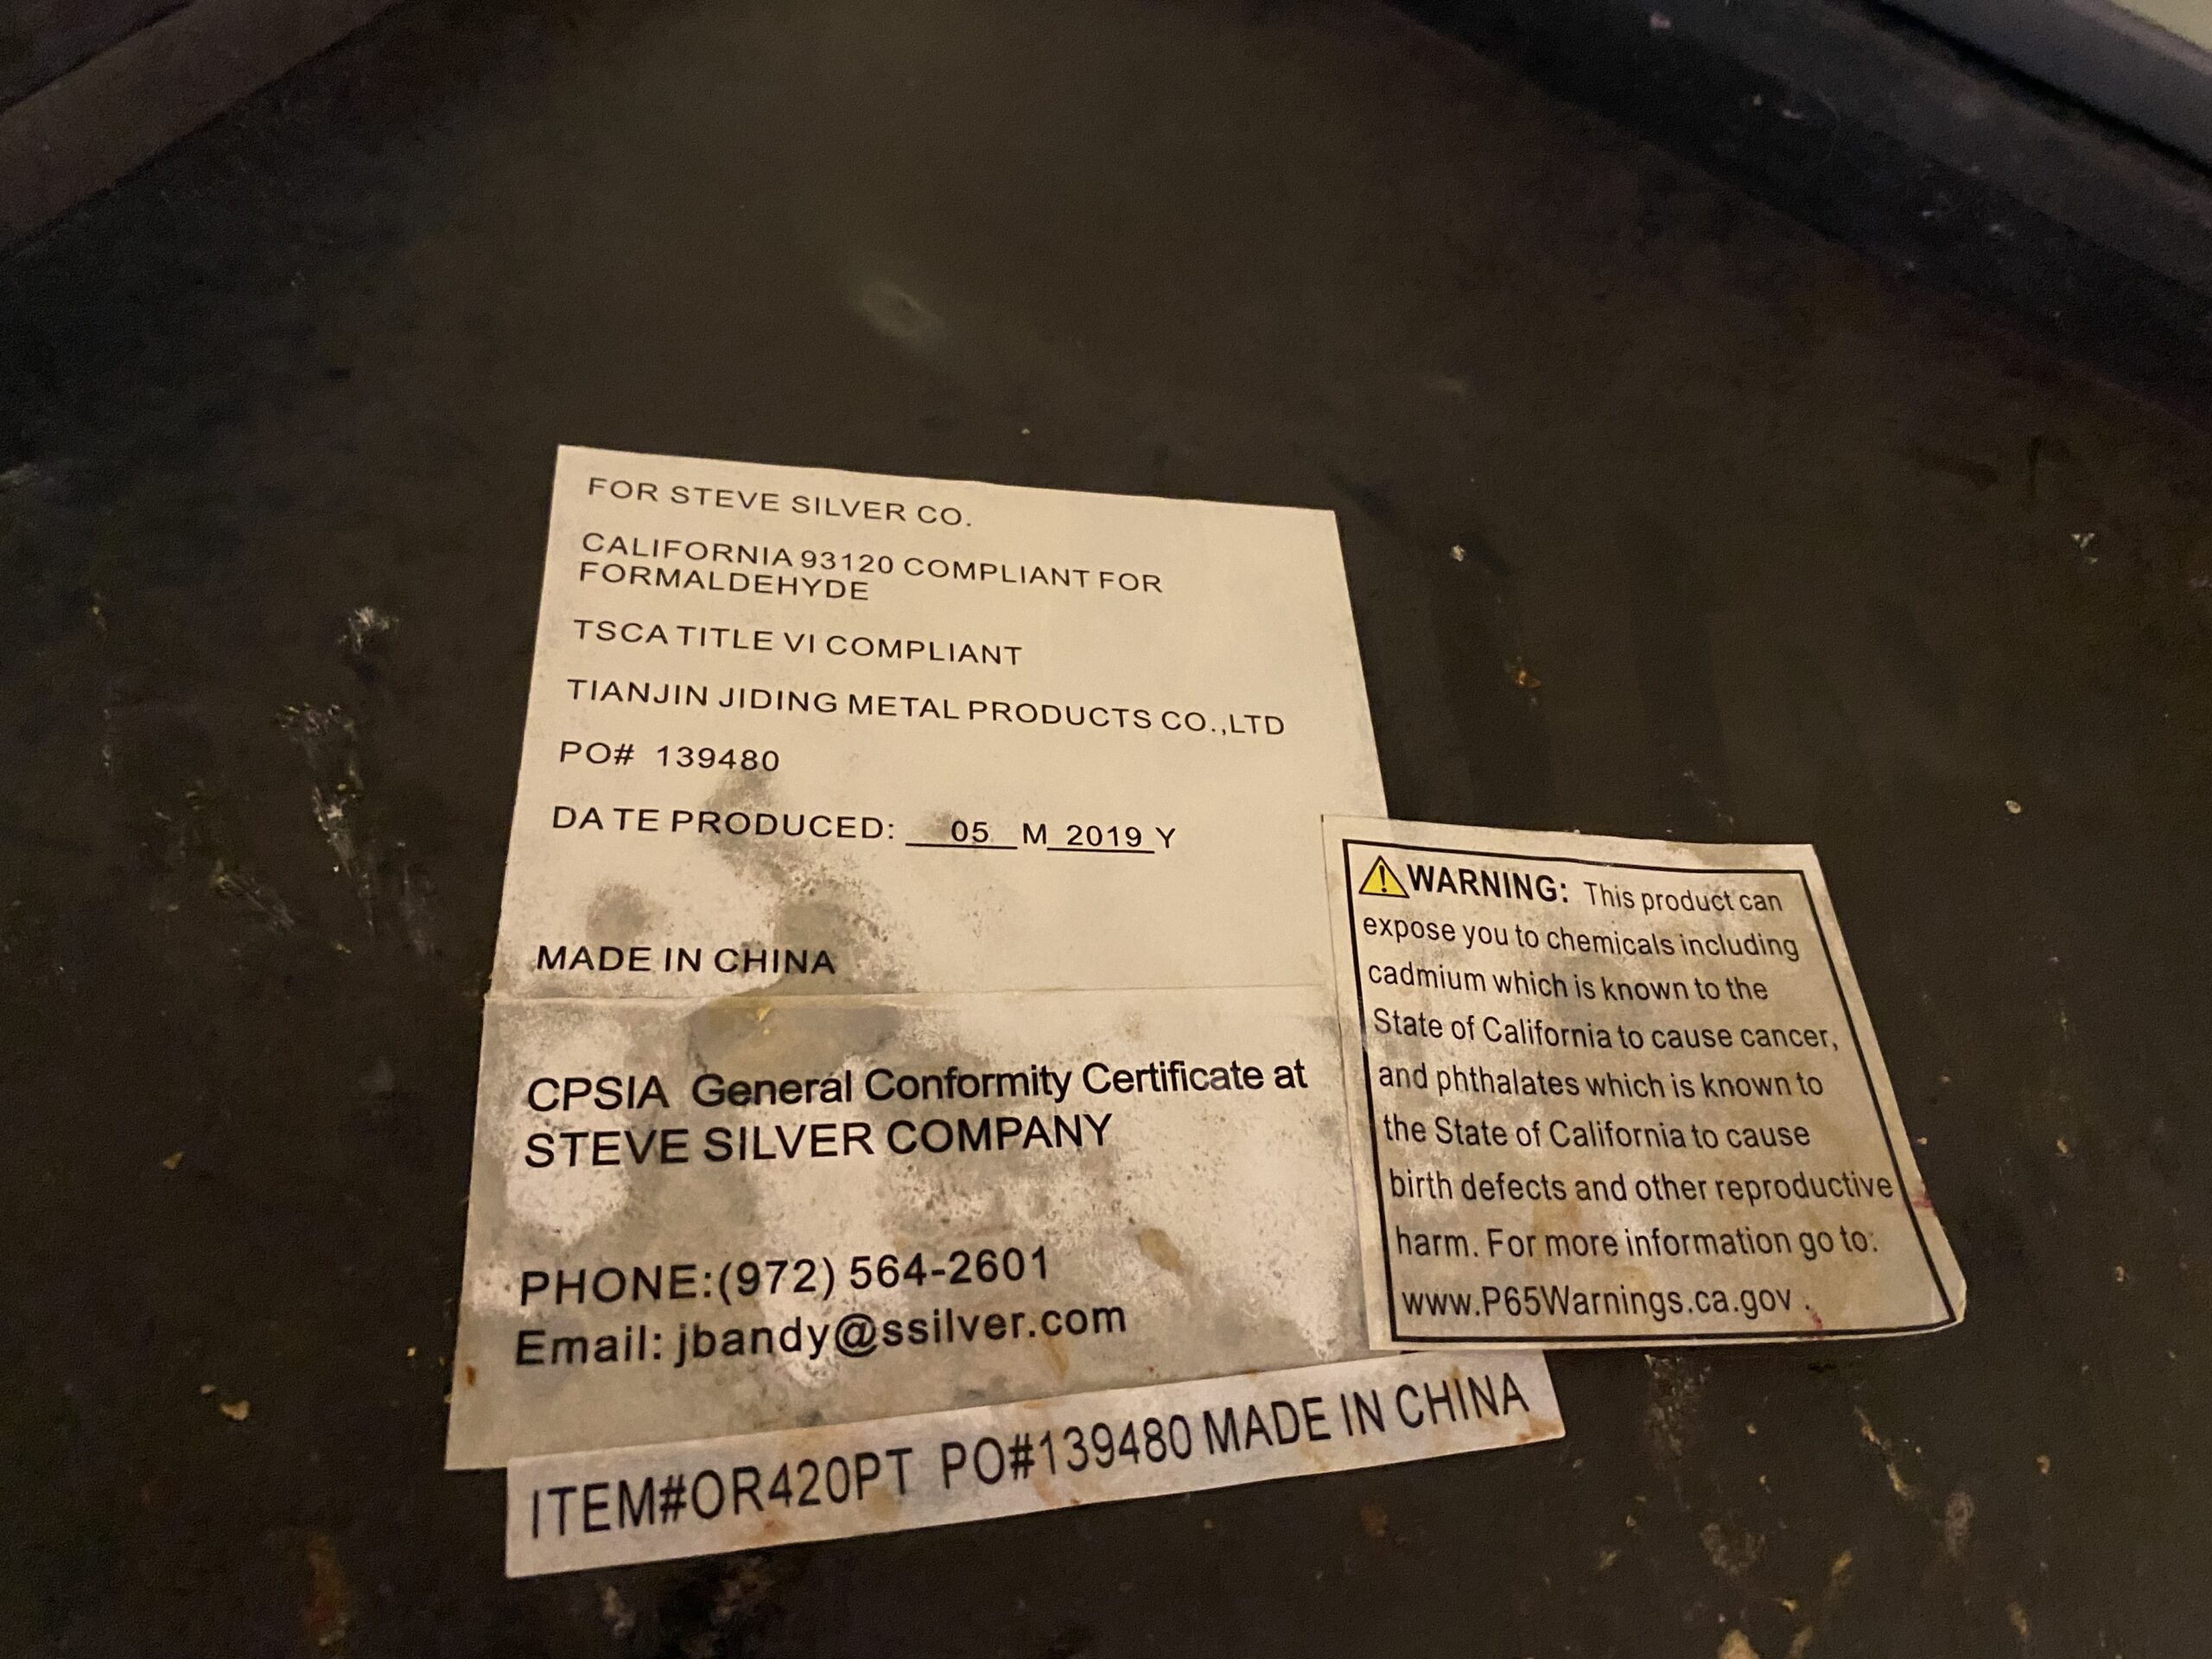 FOR STEVE SILVER CO.
CALIFORNIA 93120 COMPLIANT FOR
FORMALDEHYDE
TSCA TITLE VI COMPLIANT
TIANJIN JIDING METAL PRODUCTS CO.,LTD
PO# 139480
DATE PRODUCED: 05 M 2019 Y
MADE IN CHINA
CPSIA General Conformity Certificate at
STEVE SILVER COMPANY
PHONE:(972) 564-2601
Email: jbandy@ssilver.com
ITEM#OR420PT PO#139480 MADE IN CHINA
WARNING: This product can
expose you to chemicals including
cadmium which is known to the
State of California to cause cancer,
and phthalates which is known to
the State of California to cause
birth defects and other reproductive
harm. For more information go to:
www.P65Warnings.ca.gov .